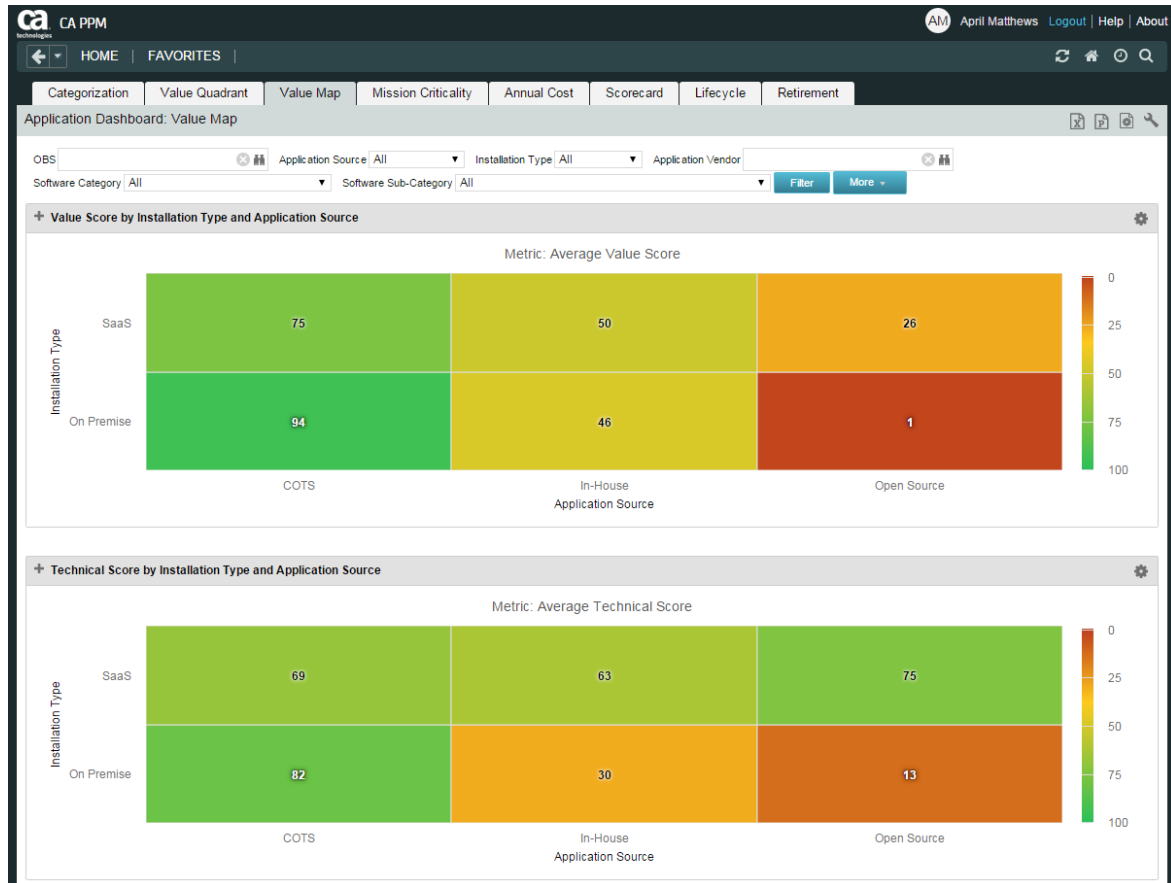 ca CA PPM AM April Matthews Logout | Help | About
technologies
HOME | FAVORITES |
Categorization Value Quadrant Value Map Mission Criticality Annual Cost Scorecard Lifecycle Retirement
Application Dashboard: Value Map
OBS Application Source All Installation Type All Application Vendor
Software Category All Software Sub-Category All Filter More
Value Score by Installation Type and Application Source
Metric: Average Value Score
0
SaaS 75 50 26 25
50
Installation Type
On Premise 94 46 1 75
100
COTS In-House Open Source
Application Source
Technical Score by Installation Type and Application Source
Metric: Average Technical Score
0
SaaS 69 63 75 25
50
Installation Type
On Premise 82 30 13 75
100
COTS In-House Open Source
Application Source